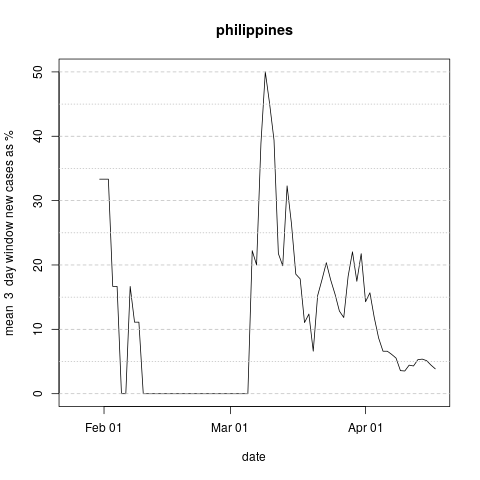 philippines
mean  3  day window new cases as %
50
40
30
20
10
0
Feb 01
Mar 01
Apr 01
date